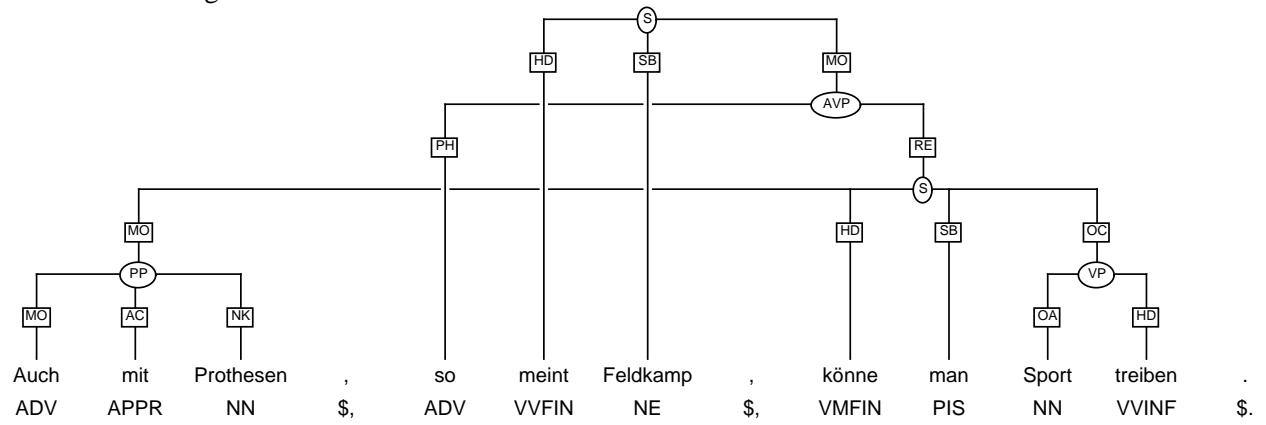 S
HD SB MO
AVP
PH RE
S
MO HD SB OC
PP VP
MO AC NK OA HD
Auch mit Prothesen , so meint Feldkamp , könne man Sport treiben .
ADV APPR NN $, ADV VVFIN NE $, VMFIN PIS NN VVINF $.